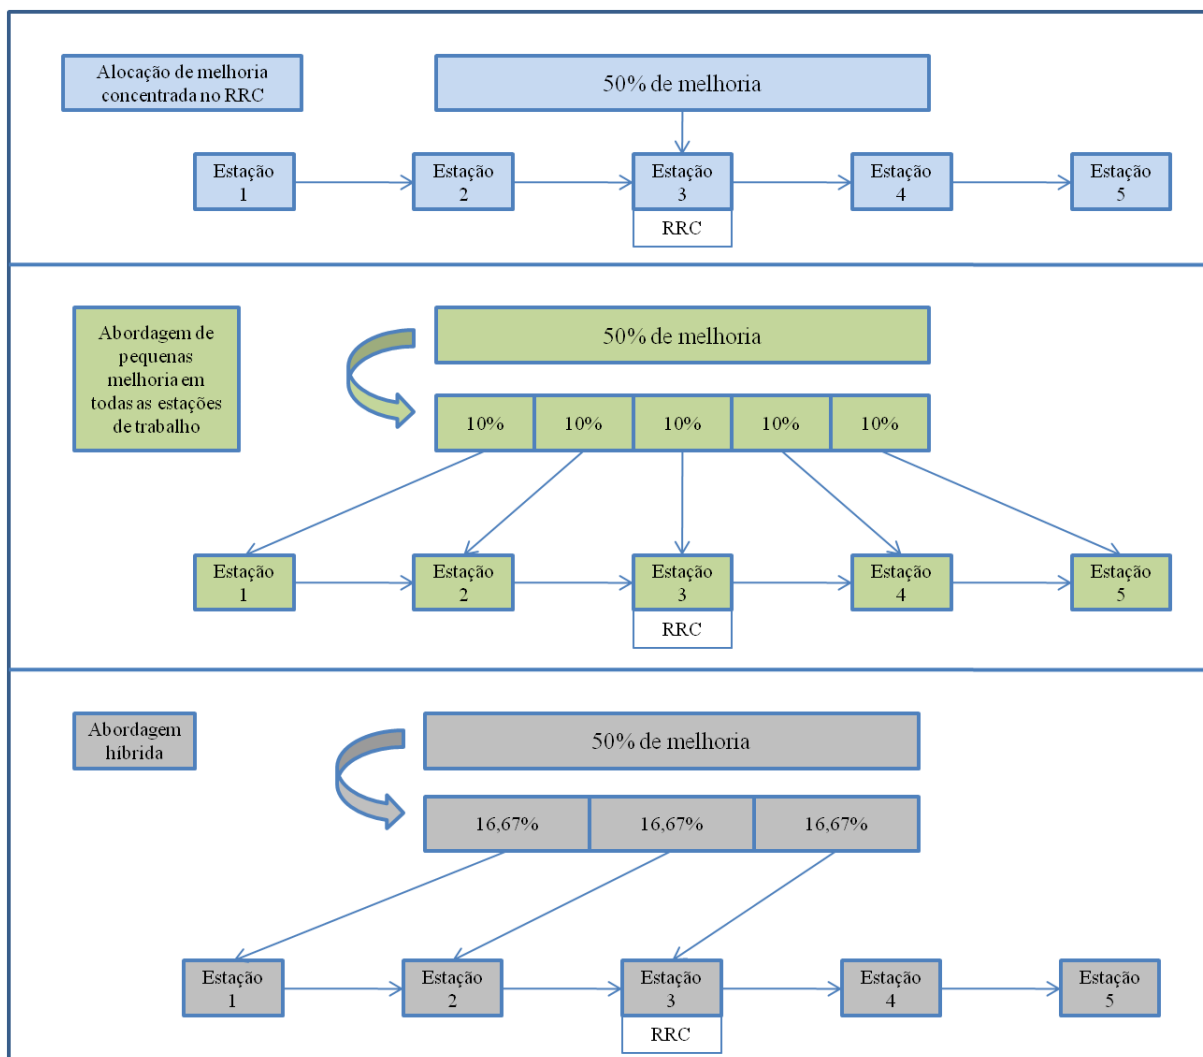 Alocação de melhoria
concentrada no RRC
50% de melhoria
Estação
1
Estação
2
Estação
3
Estação
4
Estação
5
RRC
Abordagem de
pequenas
melhoria em
todas as estações
de trabalho
50% de melhoria
10%
10%
10%
10%
10%
Estação
1
Estação
2
Estação
3
Estação
4
Estação
5
RRC
Abordagem
híbrida
50% de melhoria
16,67%
16,67%
16,67%
Estação
1
Estação
2
Estação
3
Estação
4
Estação
5
RRC